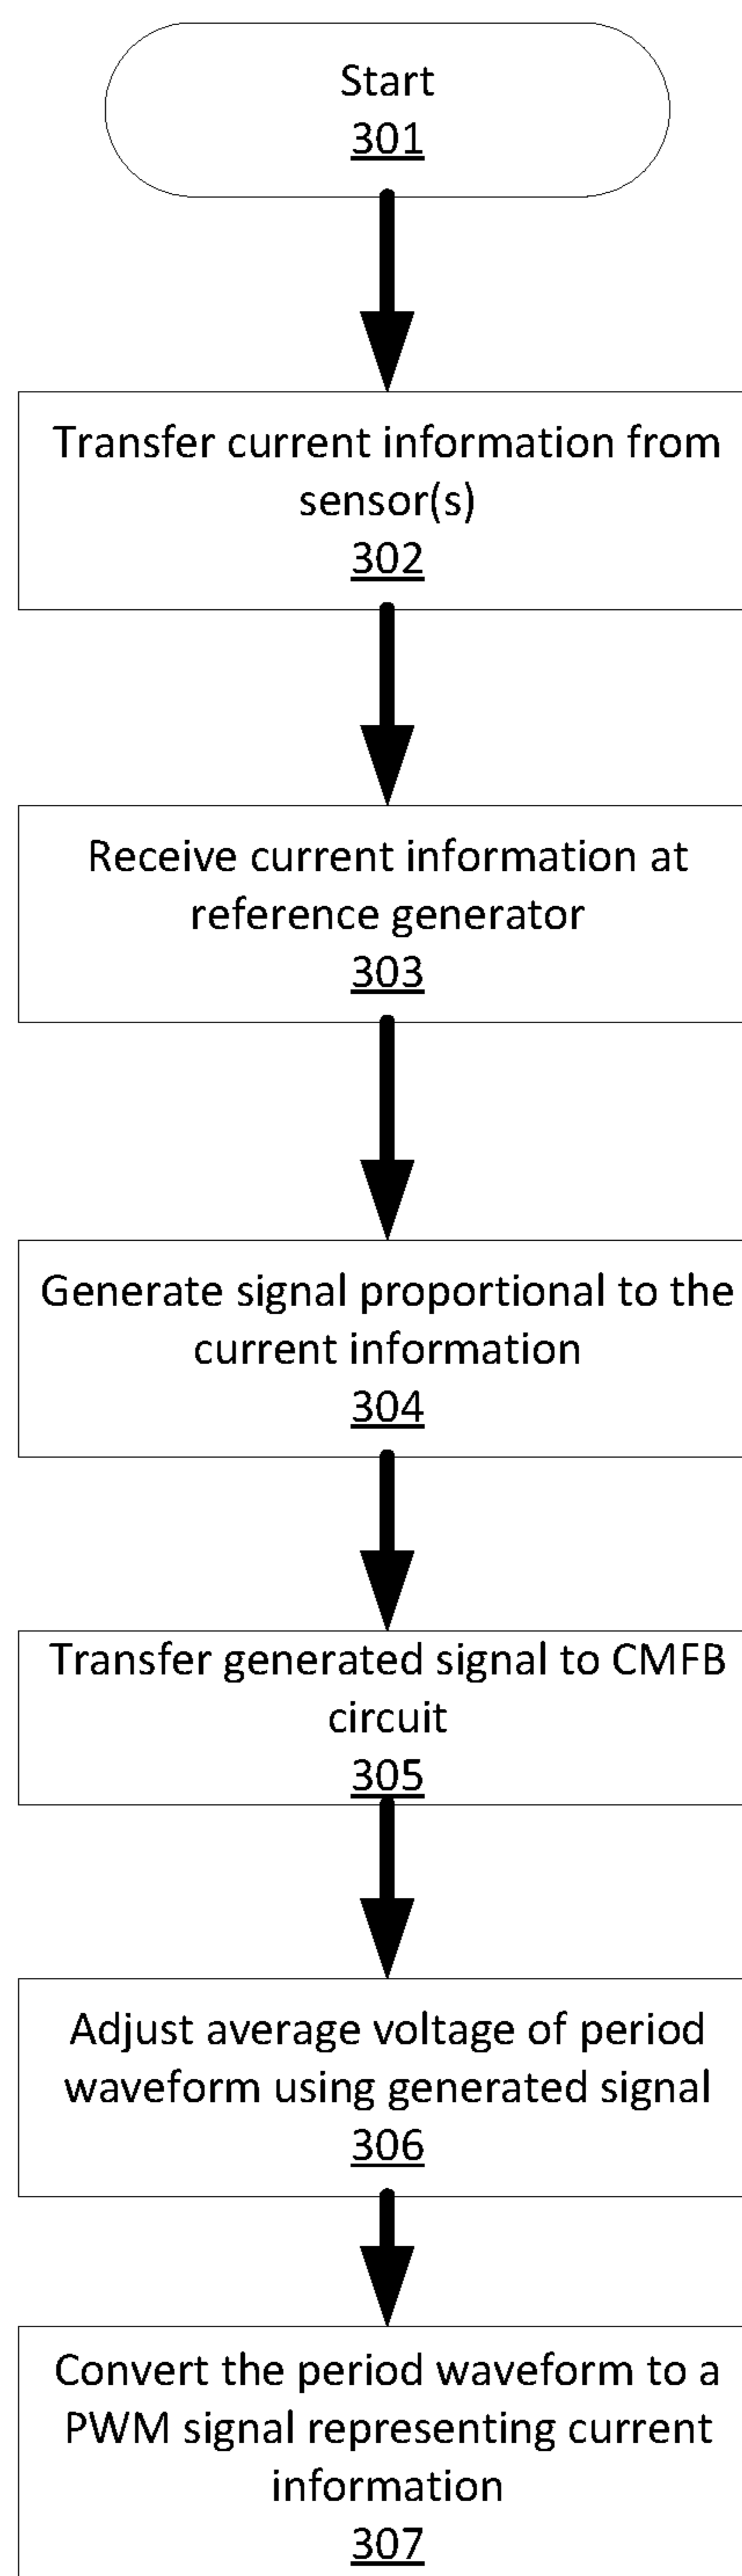 Start
301
Transfer current information from
sensor(s)
302
Receive current information at
reference generator
303
Generate signal proportional to the
current information
304
Transfer generated signal to CMFB
circuit
305
Adjust average voltage of period
waveform using generated signal
306
Convert the period waveform to a
PWM signal representing current
information
307